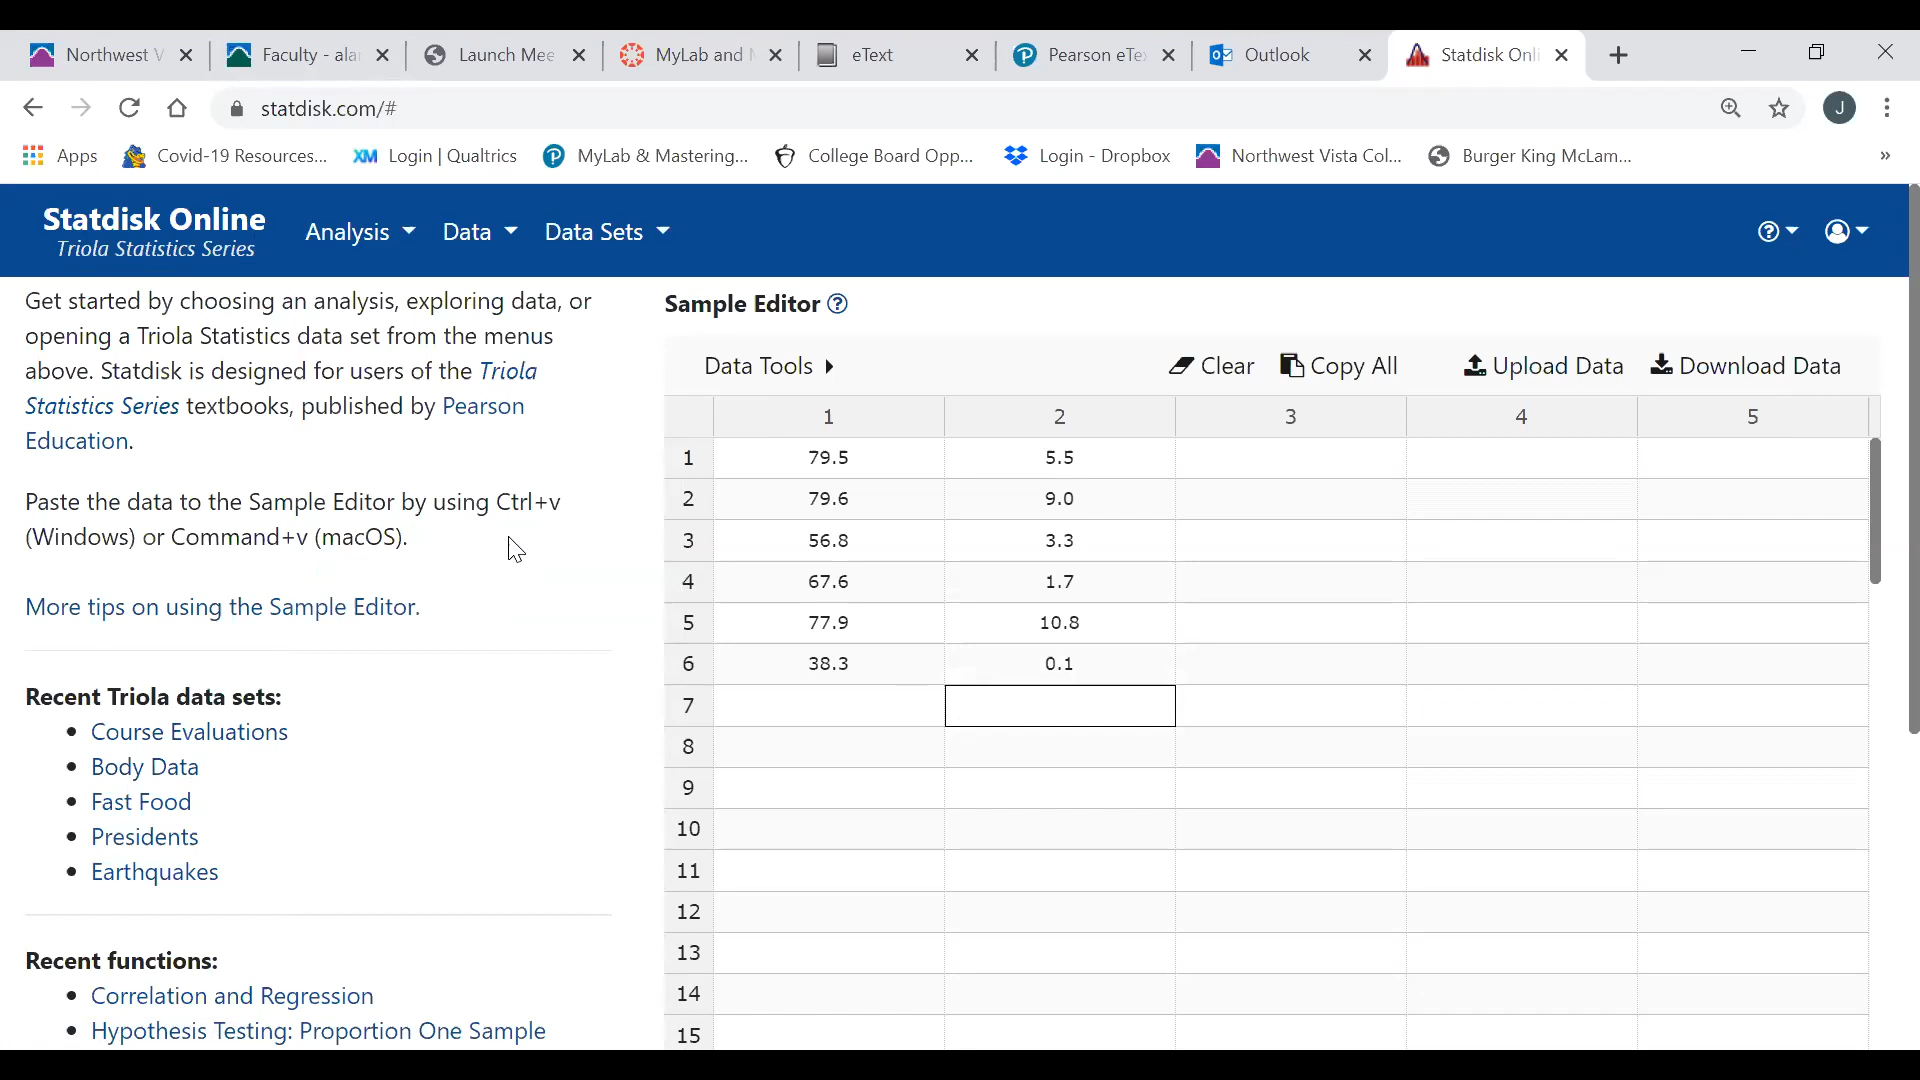 Northwest V
Faculty - ala
Launch Mee
MyLab and
eText
Pearson eTe
Outlook
Statdisk Onl
statdisk.com/#
J
Apps
Covid-19 Resources...
XM Login | Qualtrics
MyLab & Mastering...
College Board Opp...
Login - Dropbox
Northwest Vista Col...
Burger King McLam...
»
Statdisk Online
Triola Statistics Series
Analysis
Data
Data Sets
Get started by choosing an analysis, exploring data, or
opening a Triola Statistics data set from the menus
above. Statdisk is designed for users of the Triola
Statistics Series textbooks, published by Pearson
Education.
Paste the data to the Sample Editor by using Ctrl+v
(Windows) or Command+v (macOS).
More tips on using the Sample Editor.
Recent Triola data sets:
• Course Evaluations
• Body Data
• Fast Food
• Presidents
• Earthquakes
Recent functions:
• Correlation and Regression
• Hypothesis Testing: Proportion One Sample
Sample Editor ?
Data Tools
Clear
Copy All
Upload Data
Download Data
1 2 3 4 5
1 79.5 5.5
2 79.6 9.0
3 56.8 3.3
4 67.6 1.7
5 77.9 10.8
6 38.3 0.1
7
8
9
10
11
12
13
14
15